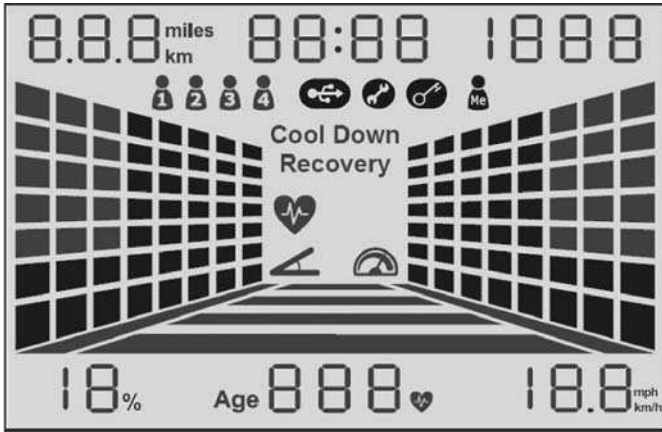 8.8.8 miles km 88:88 1888
1 2 3 4 Me
Cool Down
Recovery
18% Age 888 18.8 mph km/h